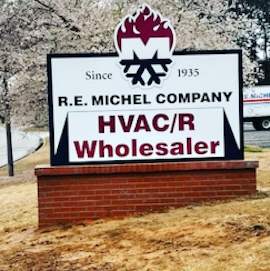 M
Since 1935
R.E. MICHEL COMPANY
HVAC/R
Wholesaler